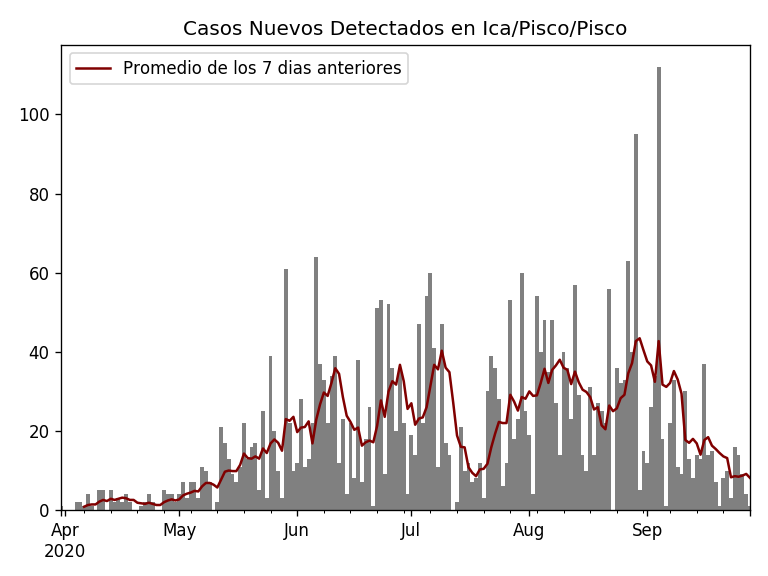 Casos Nuevos Detectados en Ica/Pisco/Pisco
Promedio de los 7 dias anteriores
100
80
60
40
20
0
Apr May Jun Jul Aug Sep
2020